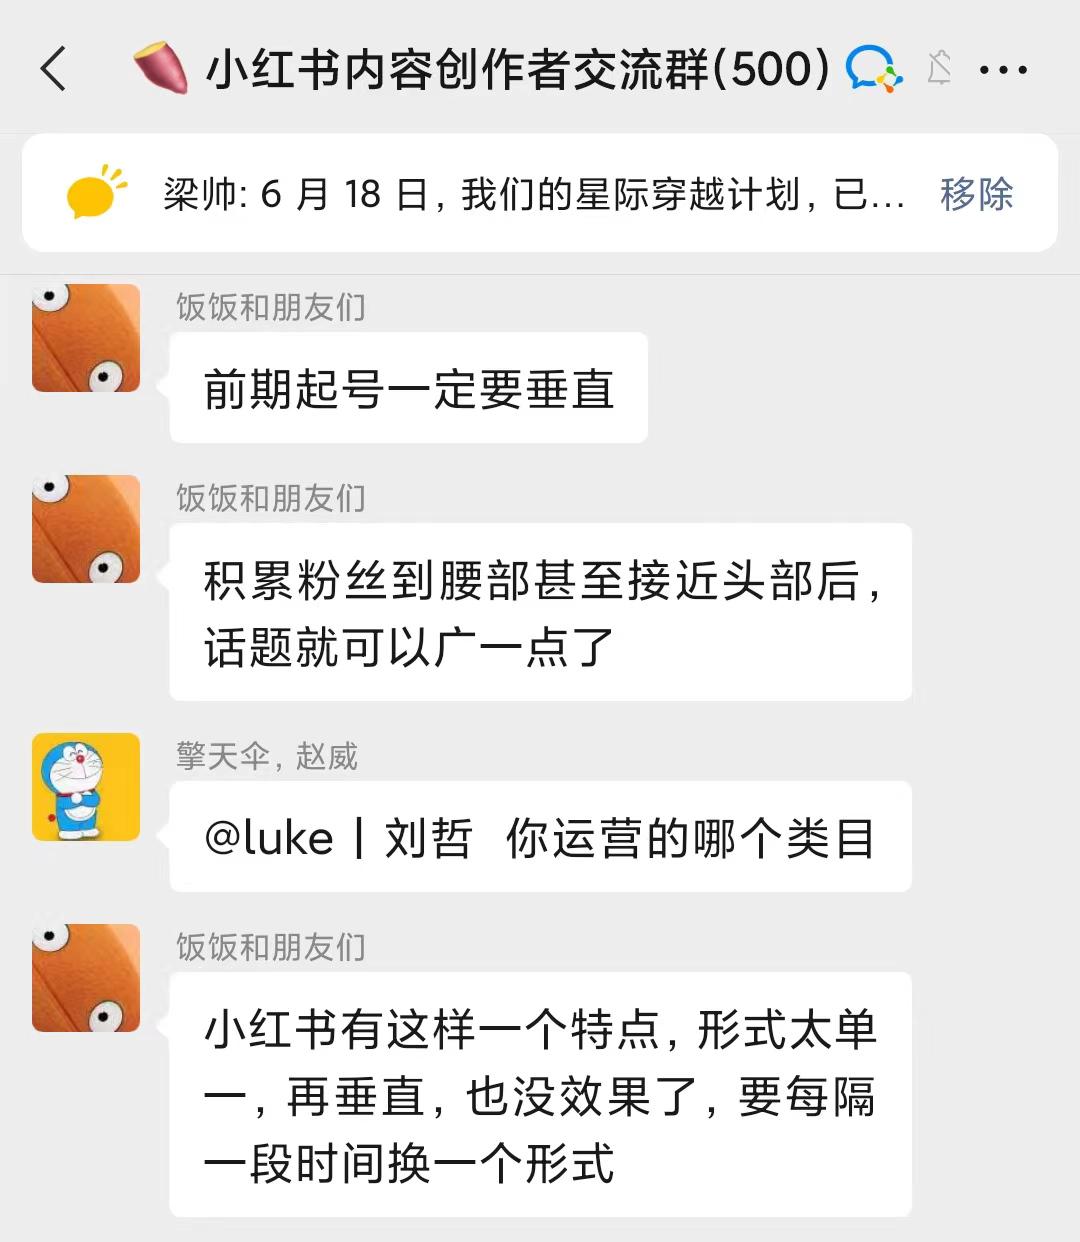 小红书内容创作者交流群(500)
梁帅: 6 月 18 日, 我们的星际穿越计划, 已... 移除
饭饭和朋友们
前期起号一定要垂直
饭饭和朋友们
积累粉丝到腰部甚至接近头部后,
话题就可以广一点了
擎天伞, 赵威
@luke丨刘哲 你运营的哪个类目
饭饭和朋友们
小红书有这样一个特点, 形式太单
一, 再垂直, 也没效果了, 要每隔
一段时间换一个形式